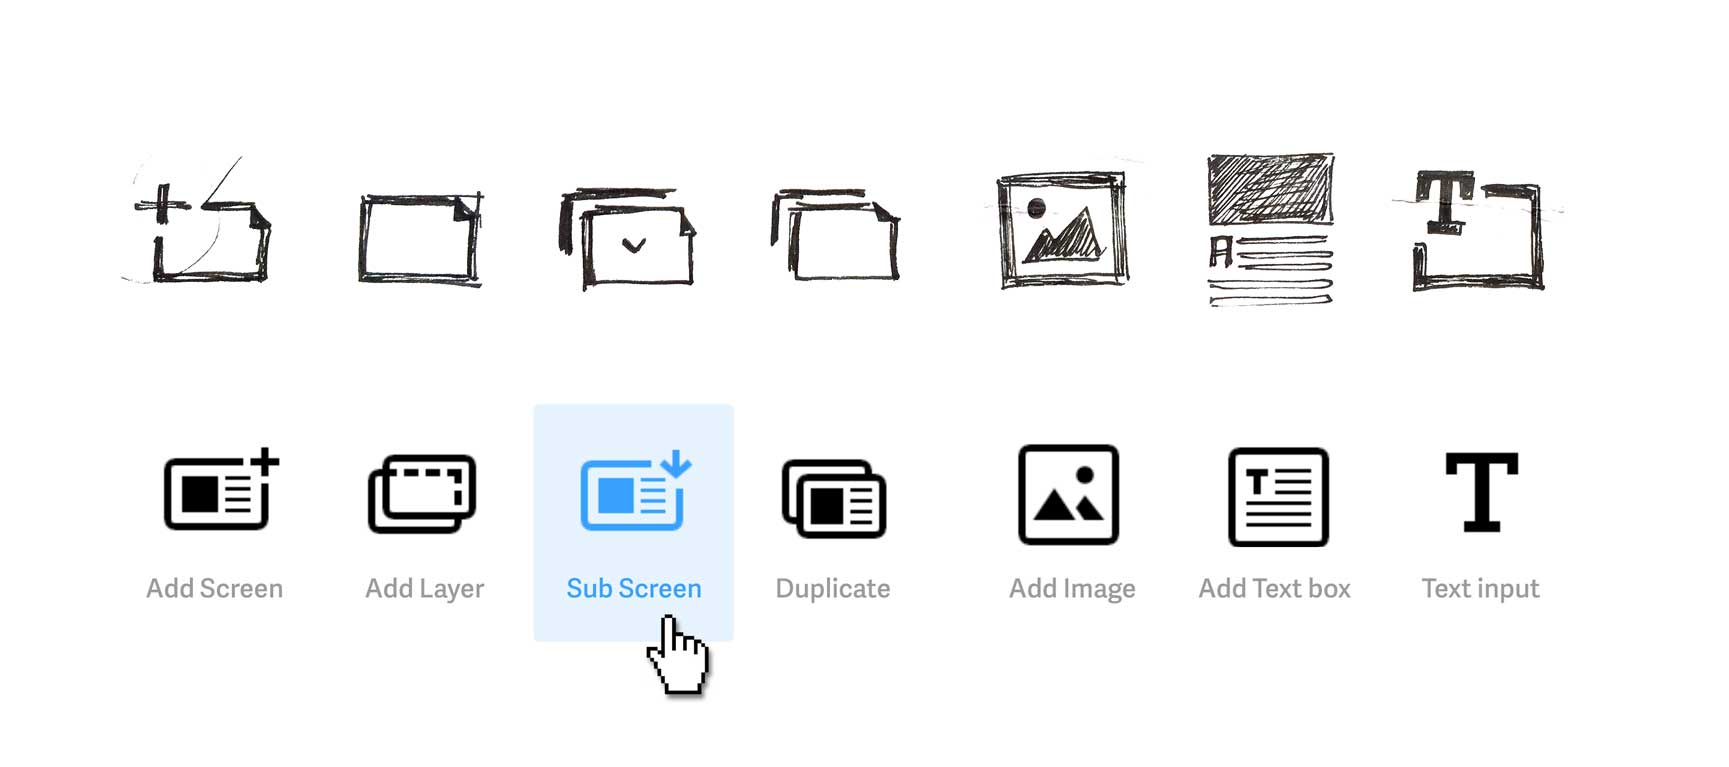 A
T
T
T
Add Screen
Add Layer
Sub Screen
Duplicate
Add Image
Add Text box
Text input